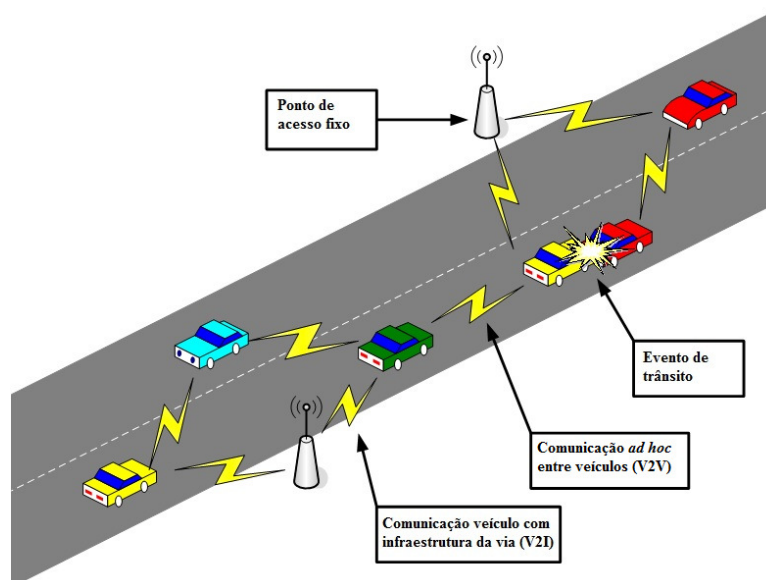 Ponto de
acesso fixo
Evento de
trânsito
Comunicação ad hoc
entre veículos (V2V)
Comunicação veículo com
infraestrutura da via (V2I)